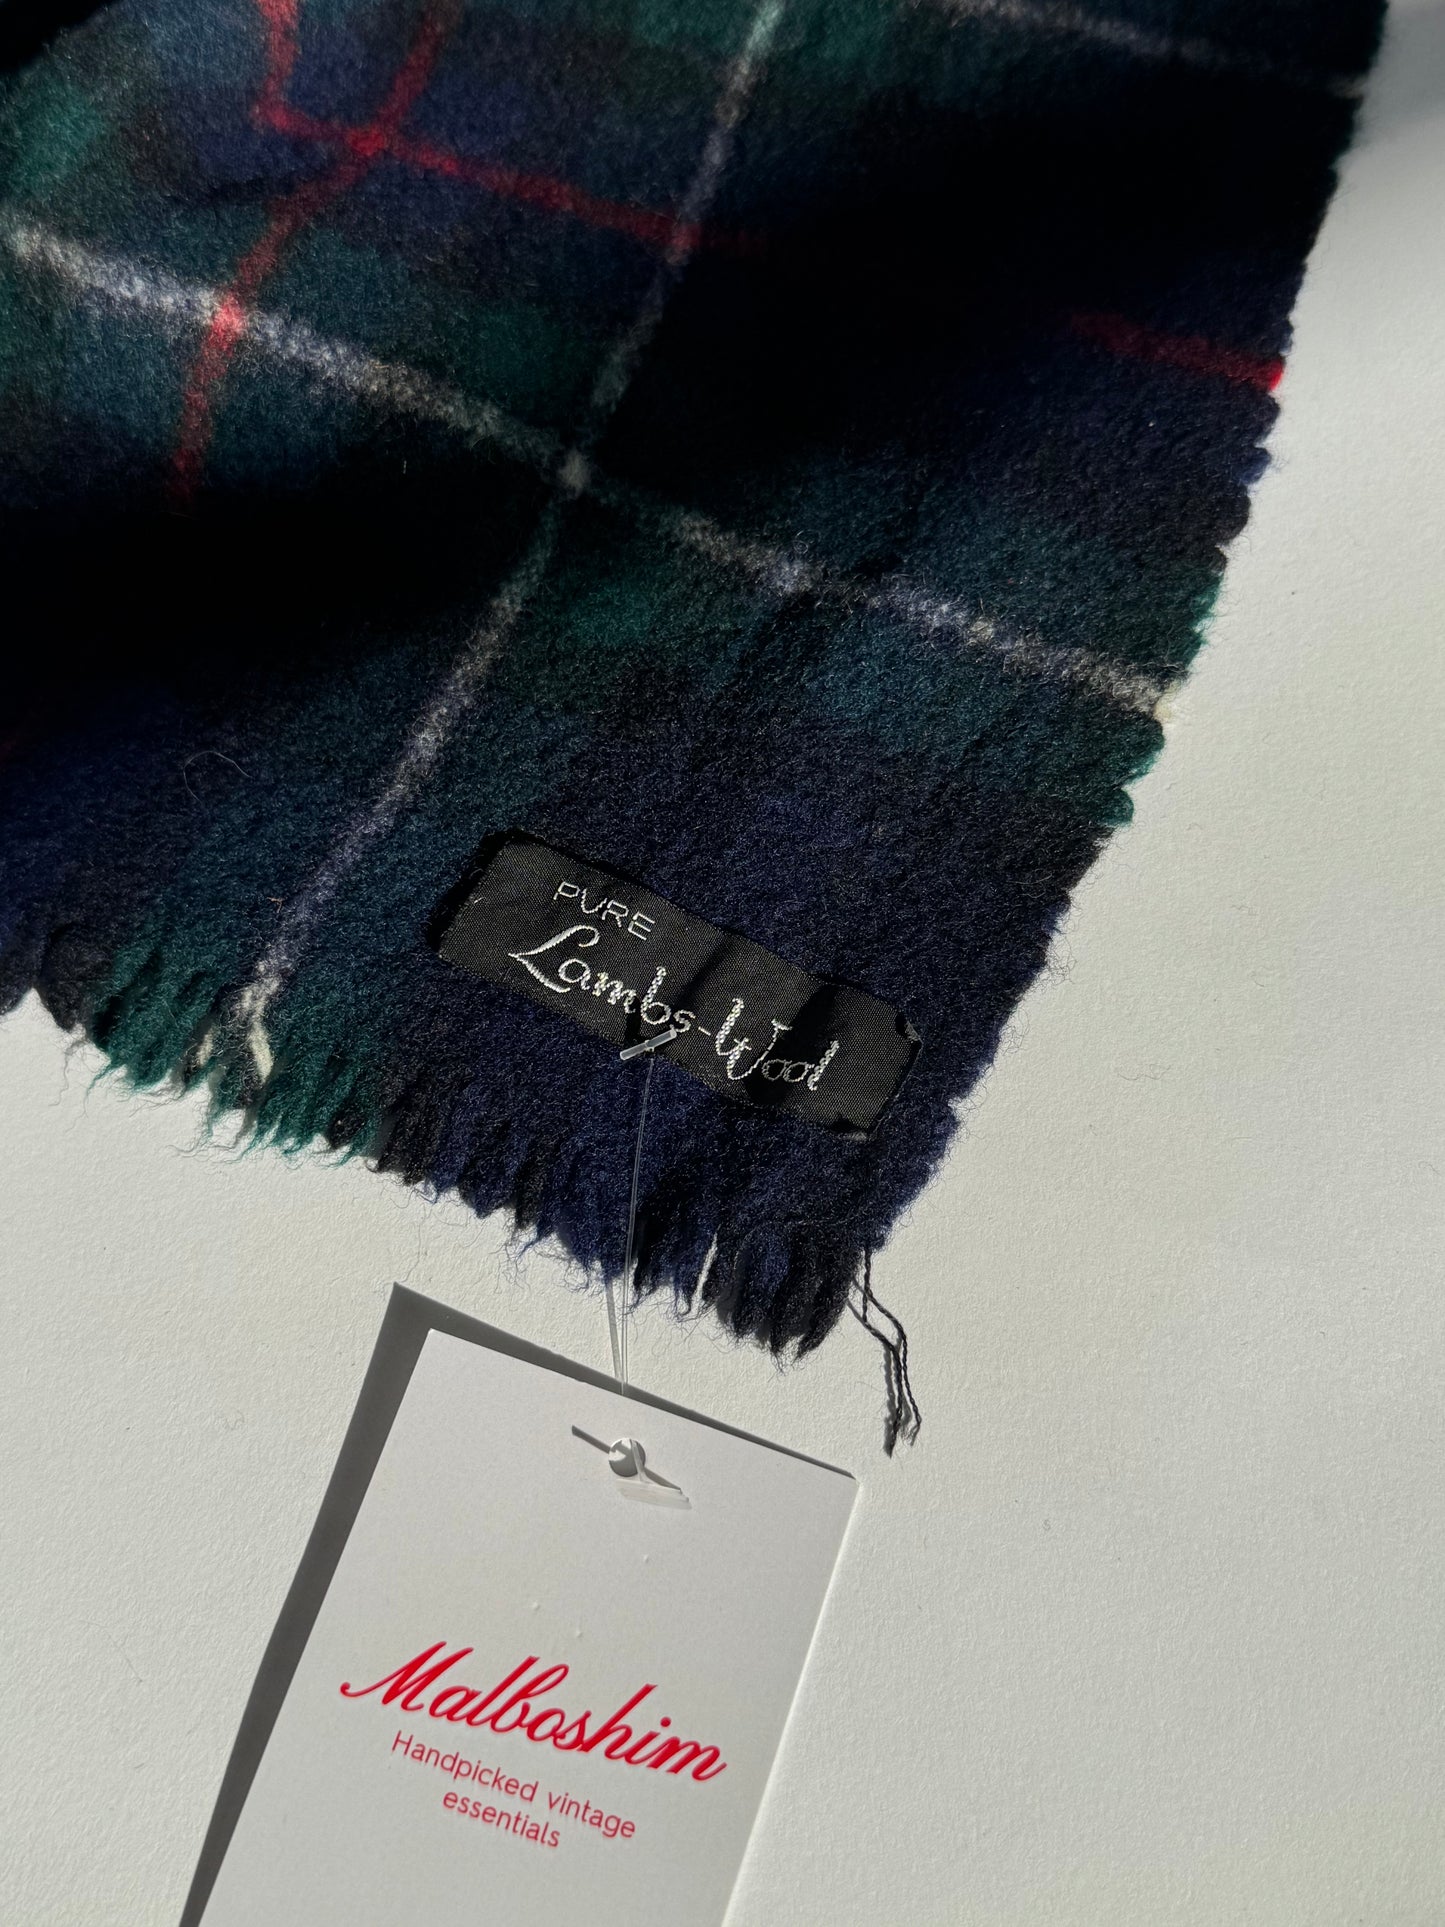 PURE
Lambs-Wool
Malboshim
Handpicked vintage
essentials